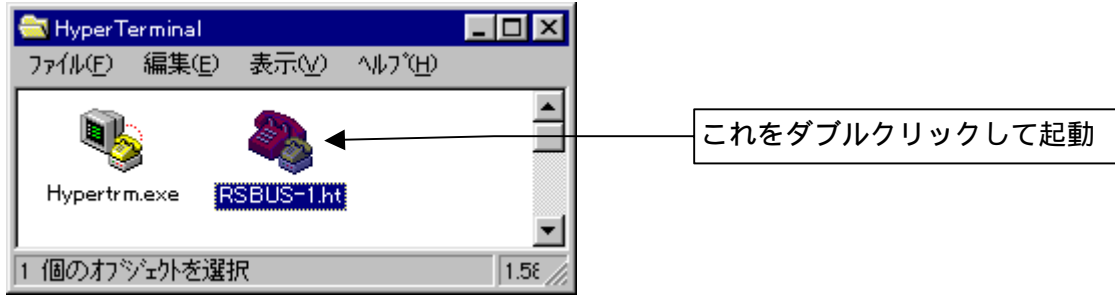 HyperTerminal
ファイル(F) 編集(E) 表示(V) ヘルプ(H)
これをダブルクリックして起動
Hypertrm.exe RSBUS-1.ht
1 個のオブジェクトを選択 1.5